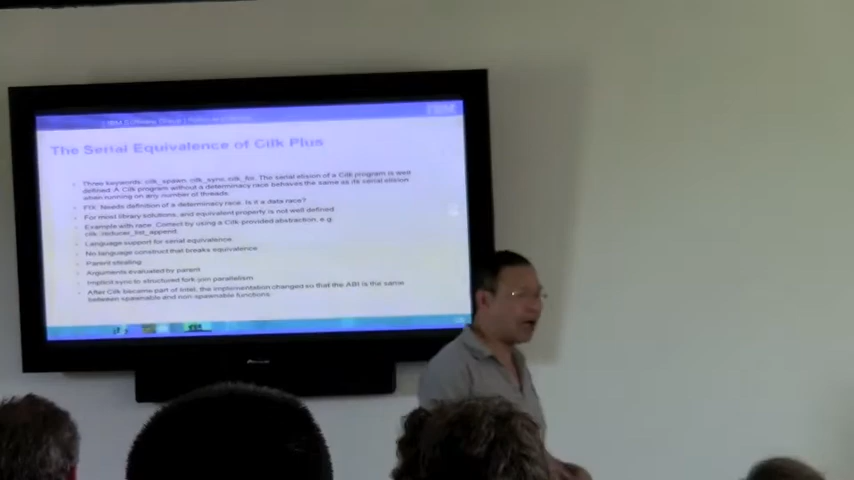 IBM Software Group
IBM
The Serial Equivalence of Cilk Plus
Three keywords: cilk_spawn, cilk_sync, cilk_for. The serial elision of a Cilk program is well
defined. A Cilk program without a determinacy race behaves the same as its serial elision
when running on any number of threads.
FIX: Needs definition of a determinacy race. Is it a data race?
For most library solutions, and equivalent property is not well defined
Example with race. Correct by using a Cilk provided abstraction, e.g.
cilk::reducer_list_append.
Language support for serial equivalence.
No language construct that breaks equivalence
Parent stealing
Arguments evaluated by parent
Implicit sync to structured fork-join parallelism
After Cilk became part of Intel, the implementation changed so that the ABI is the same
between spawnable and non spawnable functions.